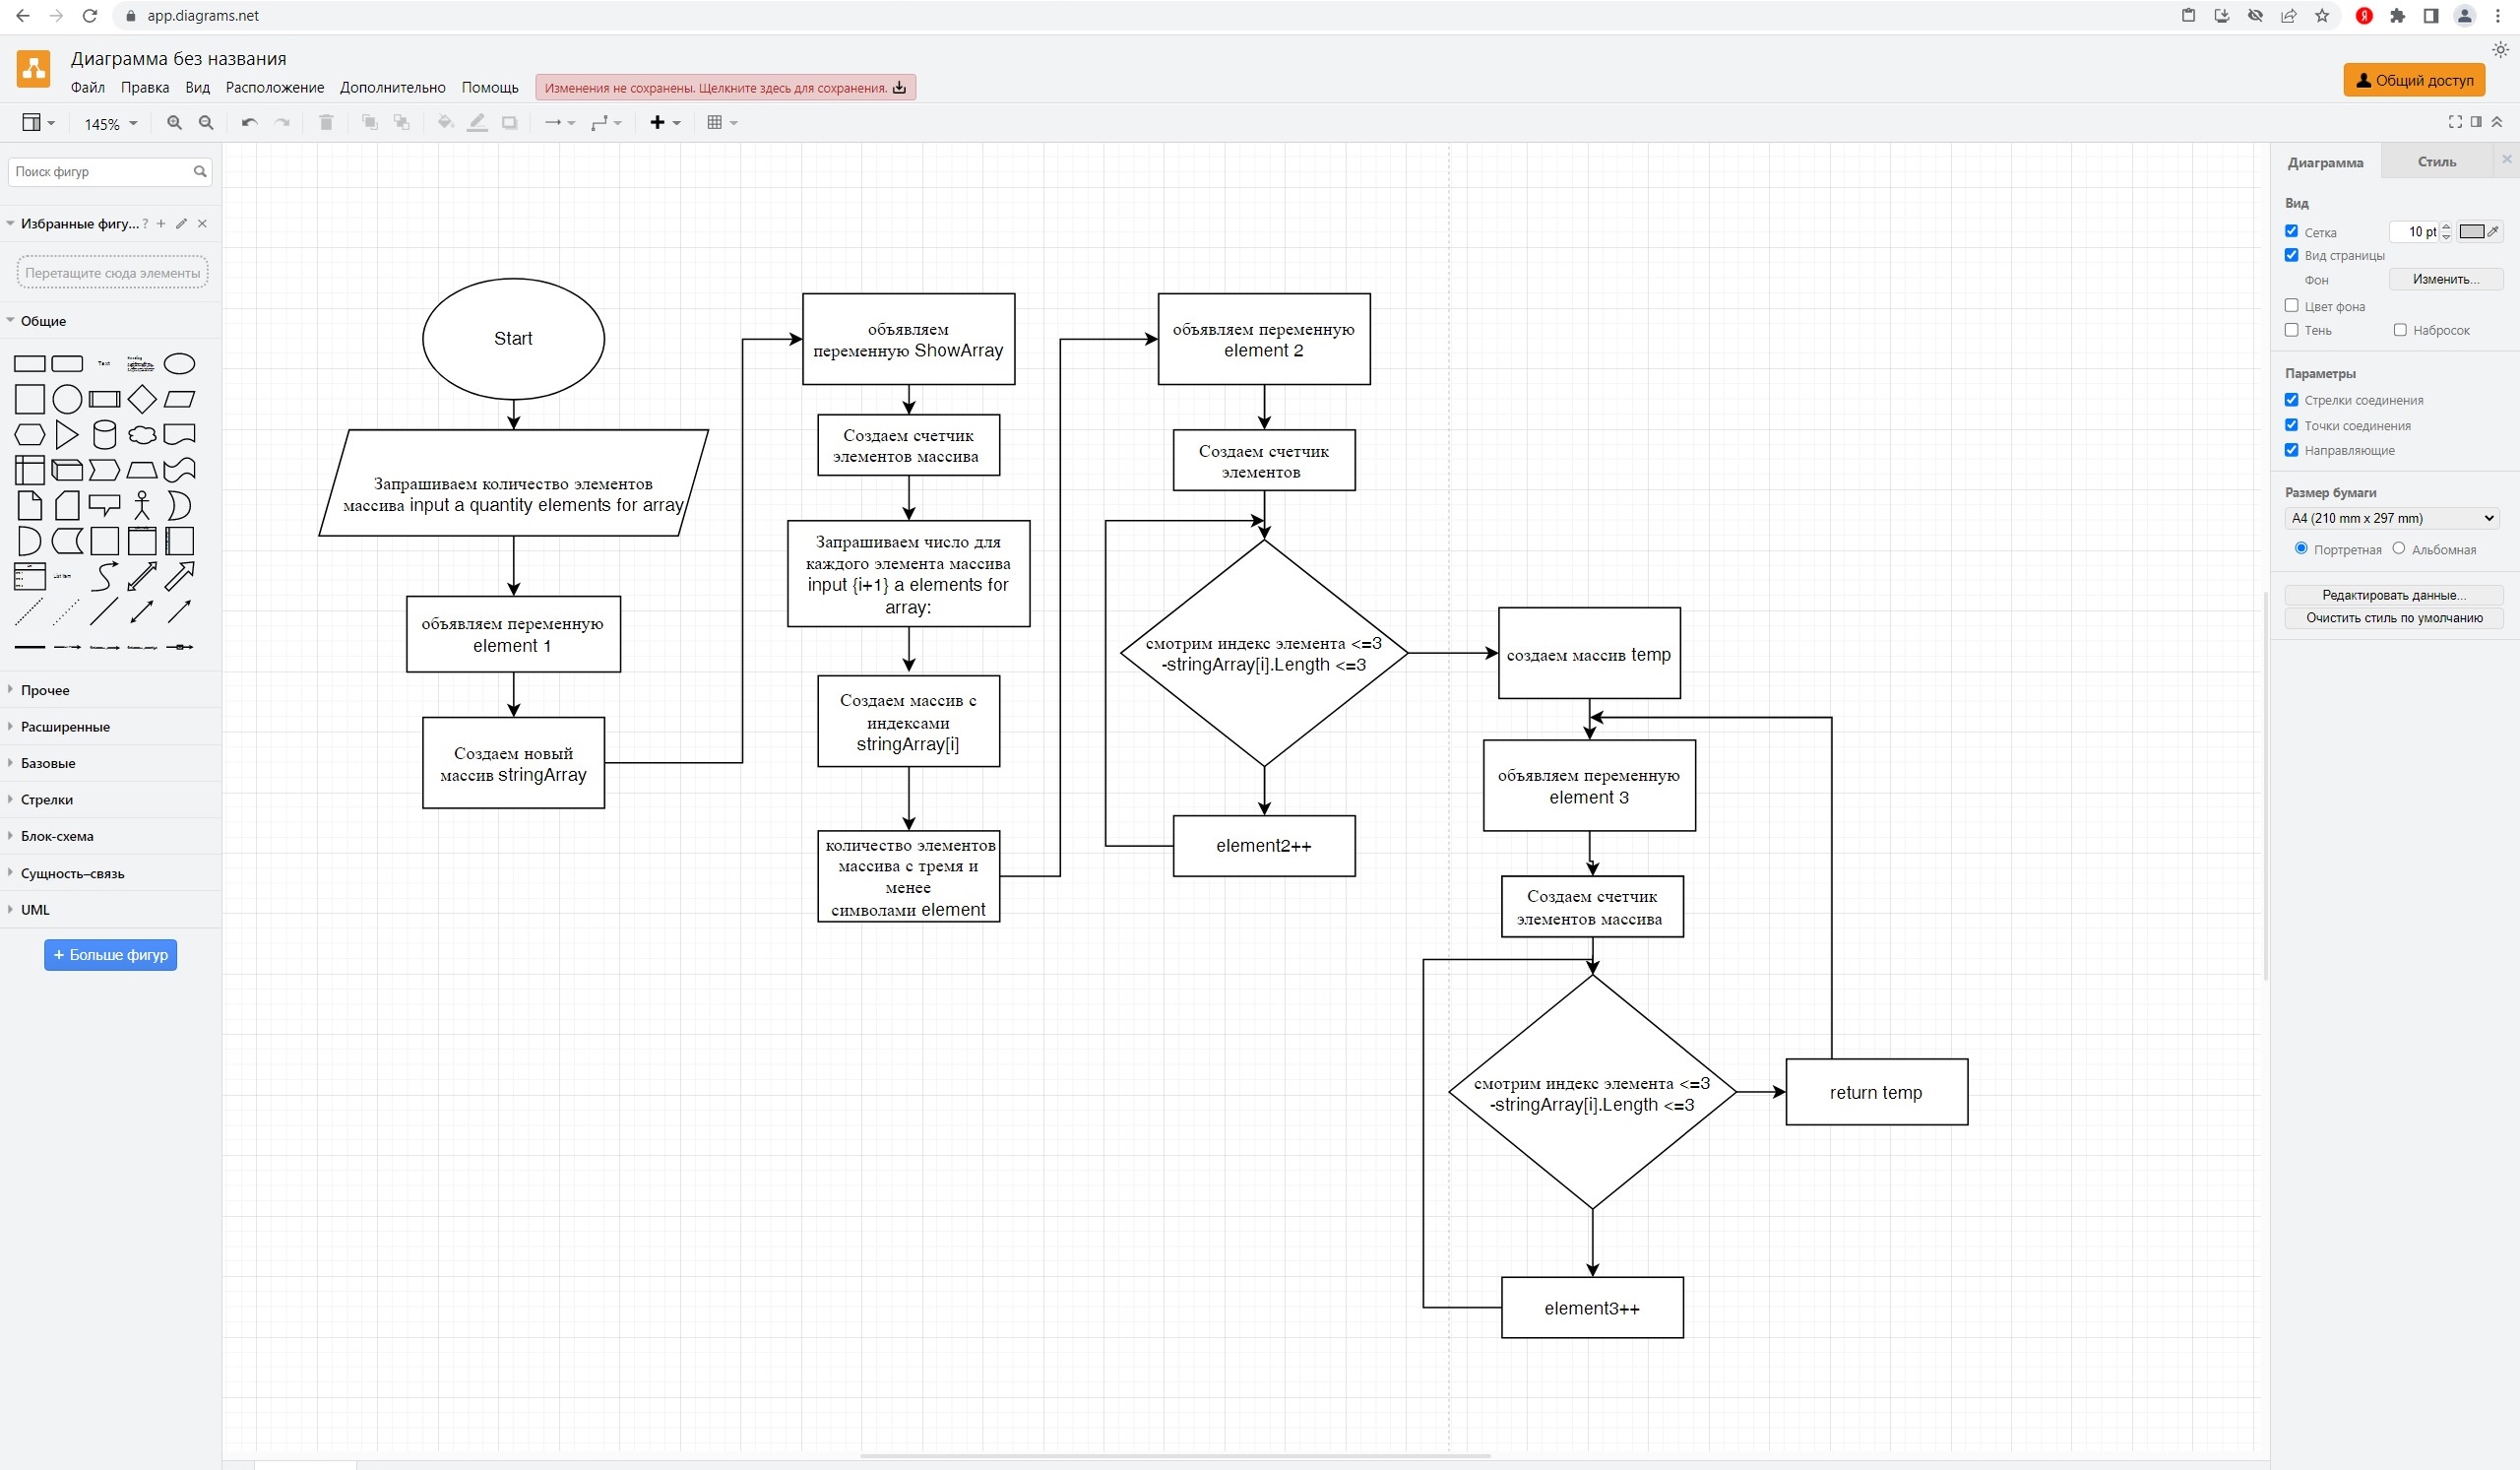 app.diagrams.net
Я
Диаграмма без названия
Файл Правка Вид Расположение Дополнительно Помощь
Изменения не сохранены. Щелкните здесь для сохранения.
Общий доступ
145%
Поиск фигур
Избранные фигу... ?
Перетащите сюда элементы
Общие
Text
List Item
Прочее
Расширенные
Базовые
Стрелки
Блок-схема
Сущность–связь
UML
+ Больше фигур
Start
Запрашиваем количество элементов
массива input a quantity elements for array
объявляем переменную
element 1
Создаем новый
массив stringArray
объявляем
переменную ShowArray
Создаем счетчик
элементов массива
Запрашиваем число для
каждого элемента массива
input {i+1} a elements for
array:
Создаем массив с
индексами
stringArray[i]
количество элементов
массива с тремя и
менее
символами element
объявляем переменную
element 2
Создаем счетчик
элементов
смотрим индекс элемента <=3
-stringArray[i].Length <=3
element2++
создаем массив temp
объявляем переменную
element 3
Создаем счетчик
элементов массива
смотрим индекс элемента <=3
-stringArray[i].Length <=3
return temp
element3++
Диаграмма Стиль
Вид
Сетка 10 pt
Вид страницы
Фон Изменить...
Цвет фона
Тень Набросок
Параметры
Стрелки соединения
Точки соединения
Направляющие
Размер бумаги
A4 (210 mm x 297 mm)
Портретная Альбомная
Редактировать данные...
Очистить стиль по умолчанию